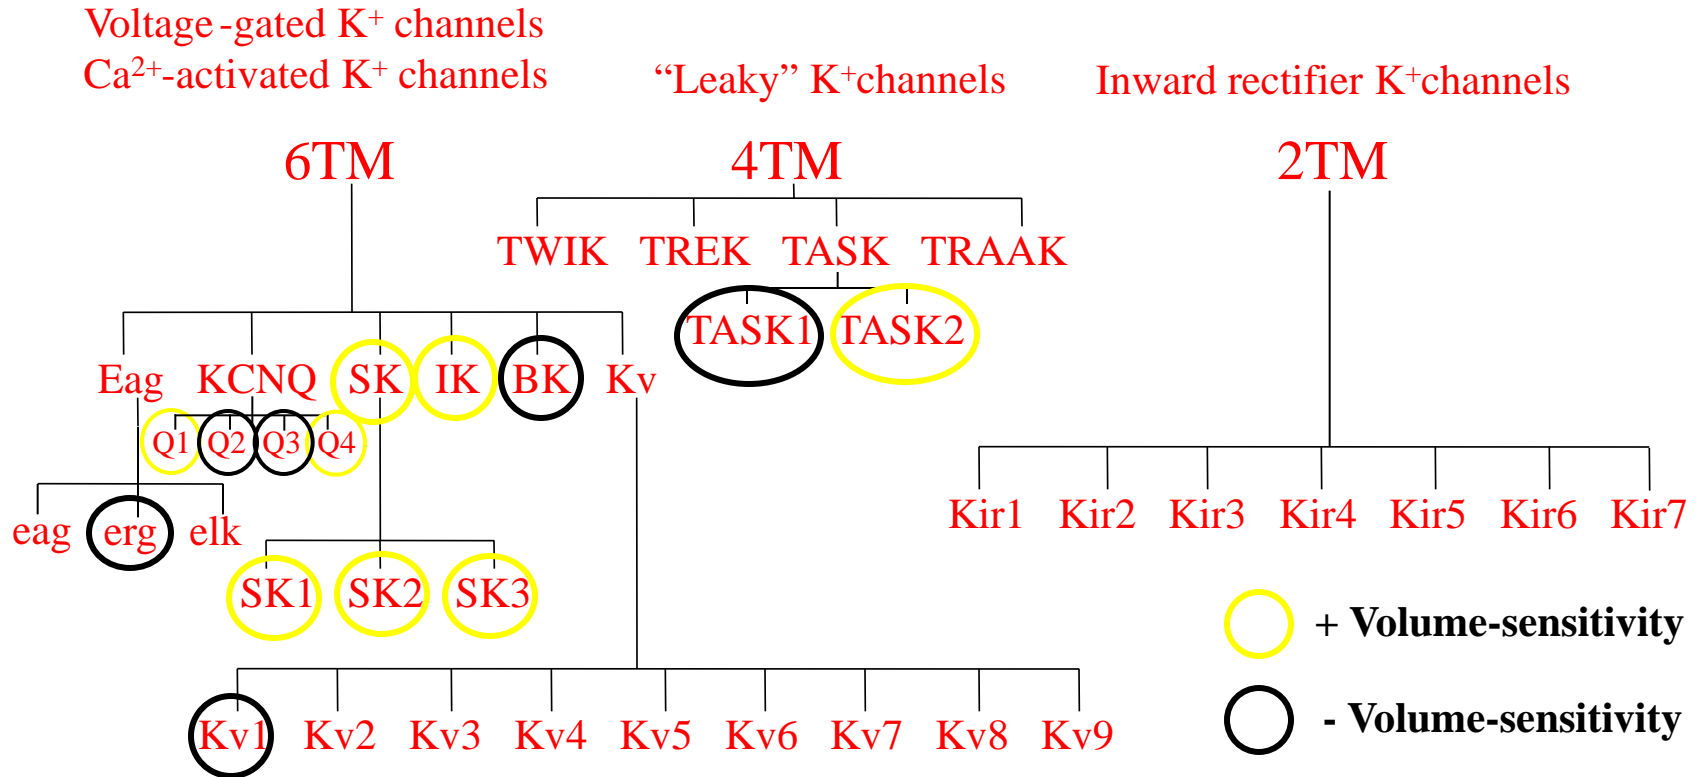 Voltage-gated K+ channels
Ca2+-activated K+ channels
“Leaky” K+channels
Inward rectifier K+channels
6TM
4TM
2TM
TWIK TREK TASK TRAAK
TASK1 TASK2
Eag KCNQ SK IK BK Kv
Q1 Q2 Q3 Q4
eag erg elk
Kir1 Kir2 Kir3 Kir4 Kir5 Kir6 Kir7
SK1 SK2 SK3
+ Volume-sensitivity
- Volume-sensitivity
Kv1 Kv2 Kv3 Kv4 Kv5 Kv6 Kv7 Kv8 Kv9